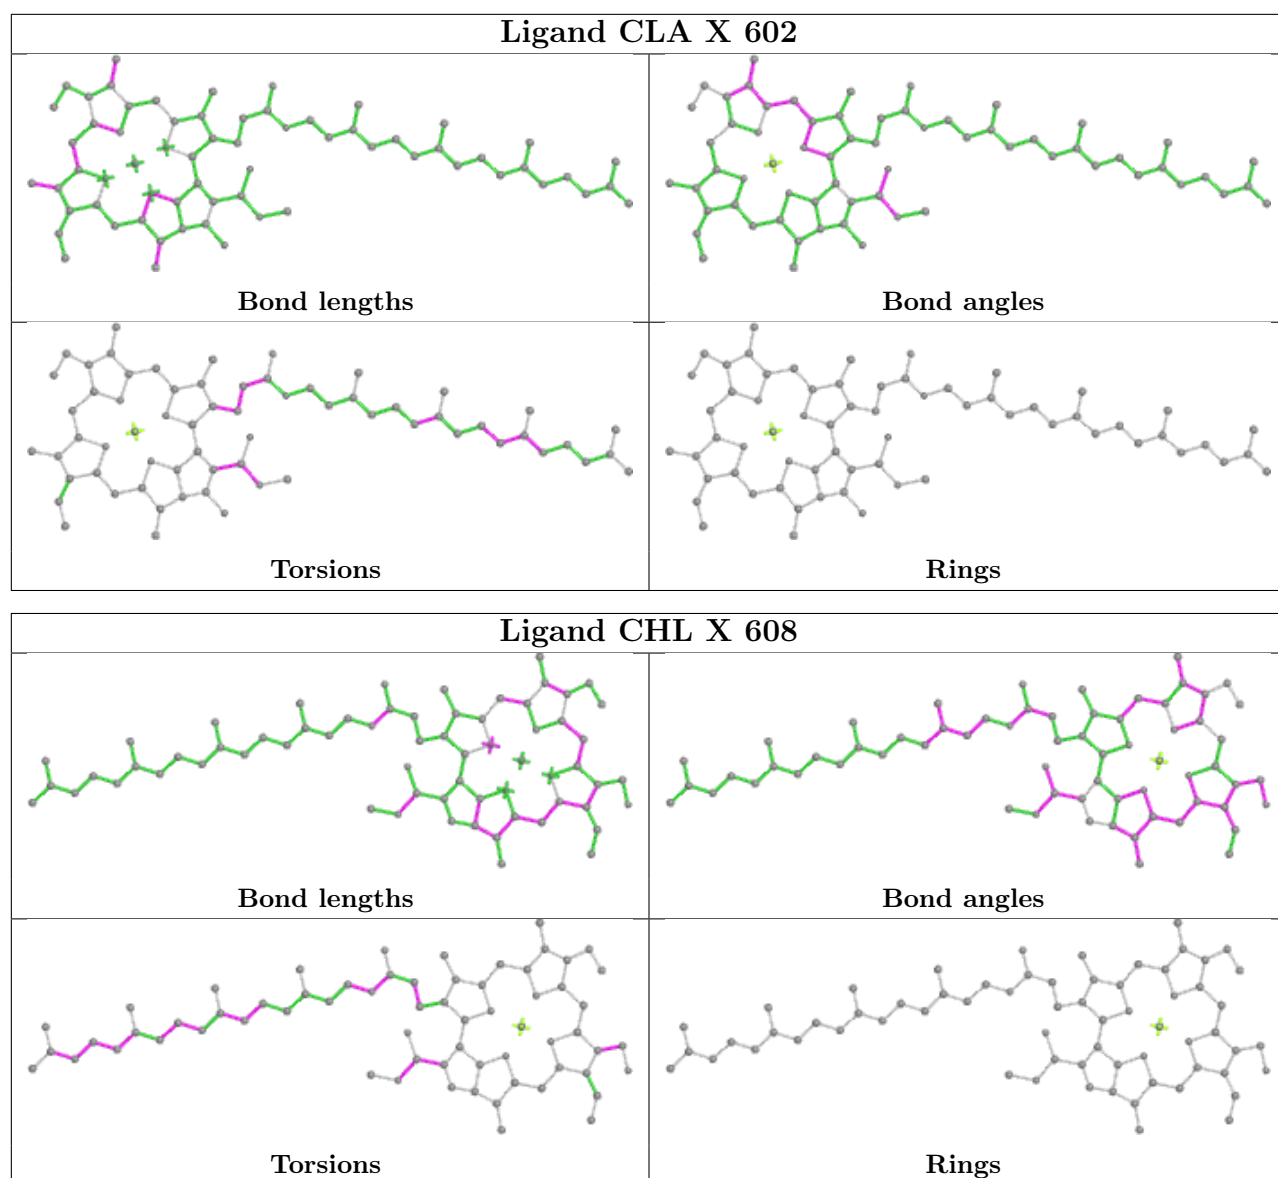 Ligand CLA X 602
Bond lengths
Bond angles
Torsions
Rings
Ligand CHL X 608
Bond lengths
Bond angles
Torsions
Rings